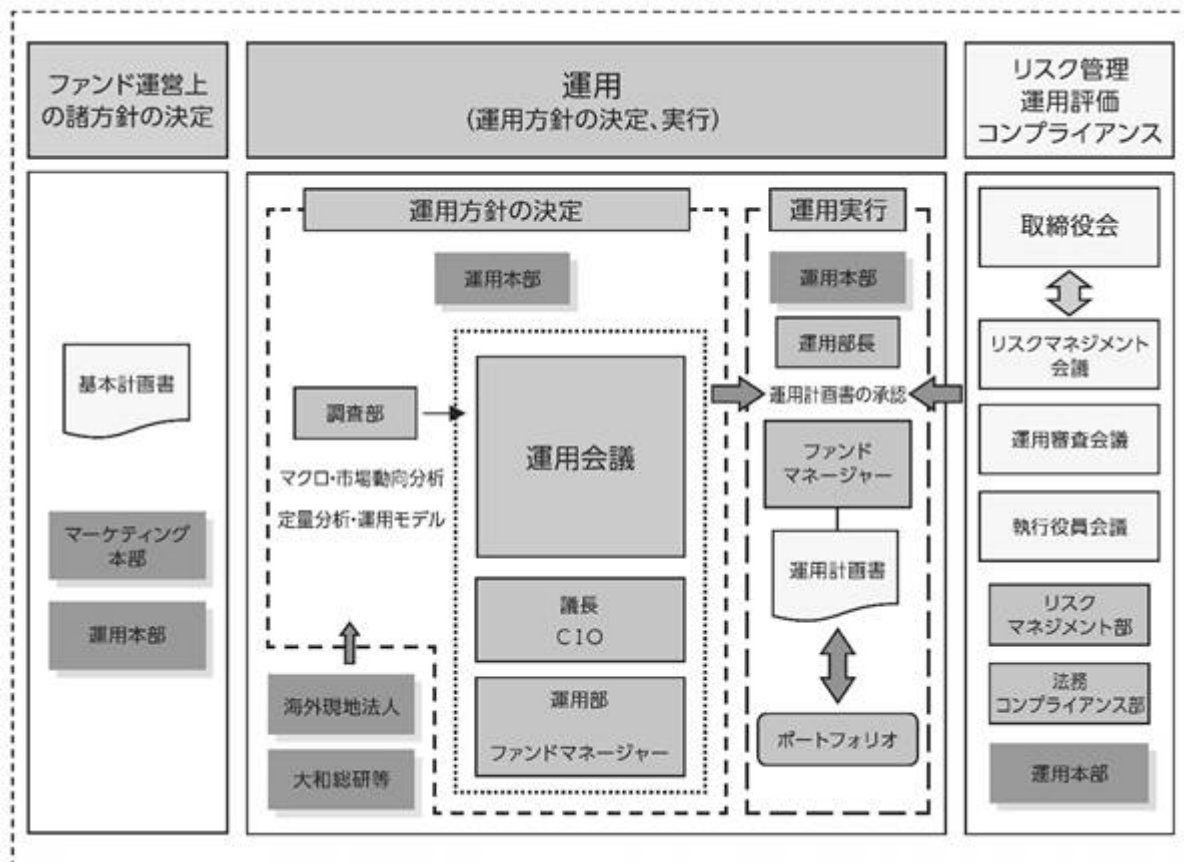 ファンド運営上
の諸方針の決定
基本計画書
マーケティング
本部
運用本部
運用
(運用方針の決定、実行)
運用方針の決定
運用本部
調査部
マクロ・市場動向分析
定量分析・運用モデル
海外現地法人
大和総研等
運用会議
議長
CIO
運用部
ファンドマネージャー
運用実行
運用本部
運用部長
運用計画書の承認
ファンド
マネージャー
運用計画書
ポートフォリオ
リスク管理
運用評価
コンプライアンス
取締役会
リスクマネジメント
会議
運用審査会議
執行役員会議
リスク
マネジメント部
法務
コンプライアンス部
運用本部